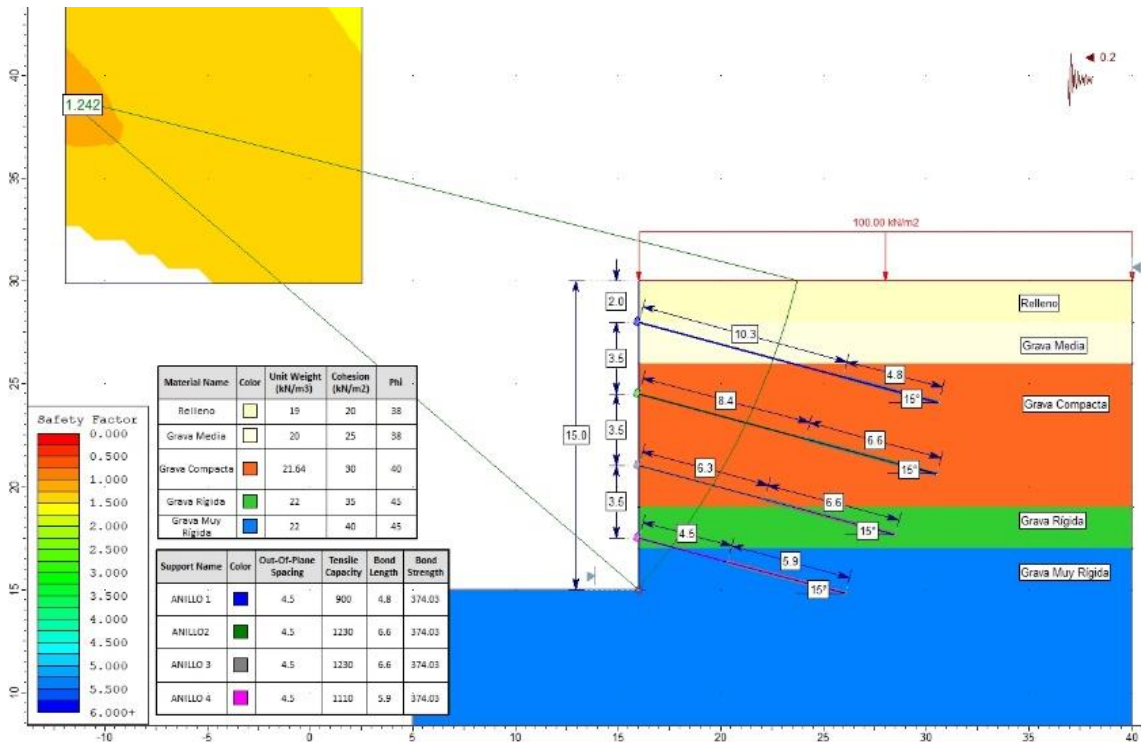 40
35
30
25
20
15
10
1.242
0.2
100.00 kN/m2
2.0
3.5
3.5
3.5
15.0
10.3
4.8
8.4
6.6
6.3
6.6
4.5
5.9
15°
15°
15°
15°
Relleno
Grava Media
Grava Compacta
Grava Rígida
Grava Muy Rígida
Material Name Color Unit Weight (kN/m3) Cohesion (kN/m2) Phi
Relleno 19 20 38
Grava Media 20 25 38
Grava Compacta 21.64 30 40
Grava Rígida 22 35 45
Grava Muy Rígida 22 40 45
Support Name Color Out-Of-Plane Spacing Tensile Capacity Bond Length Bond Strength
ANILLO 1 4.5 900 4.8 374.03
ANILLO2 4.5 1230 6.6 374.03
ANILLO 3 4.5 1230 6.6 374.03
ANILLO 4 4.5 1110 5.9 374.03
Safety Factor
0.000
0.500
1.000
1.500
2.000
2.500
3.000
3.500
4.000
4.500
5.000
5.500
6.000+
-10 -5 0 5 10 15 20 25 30 35 40